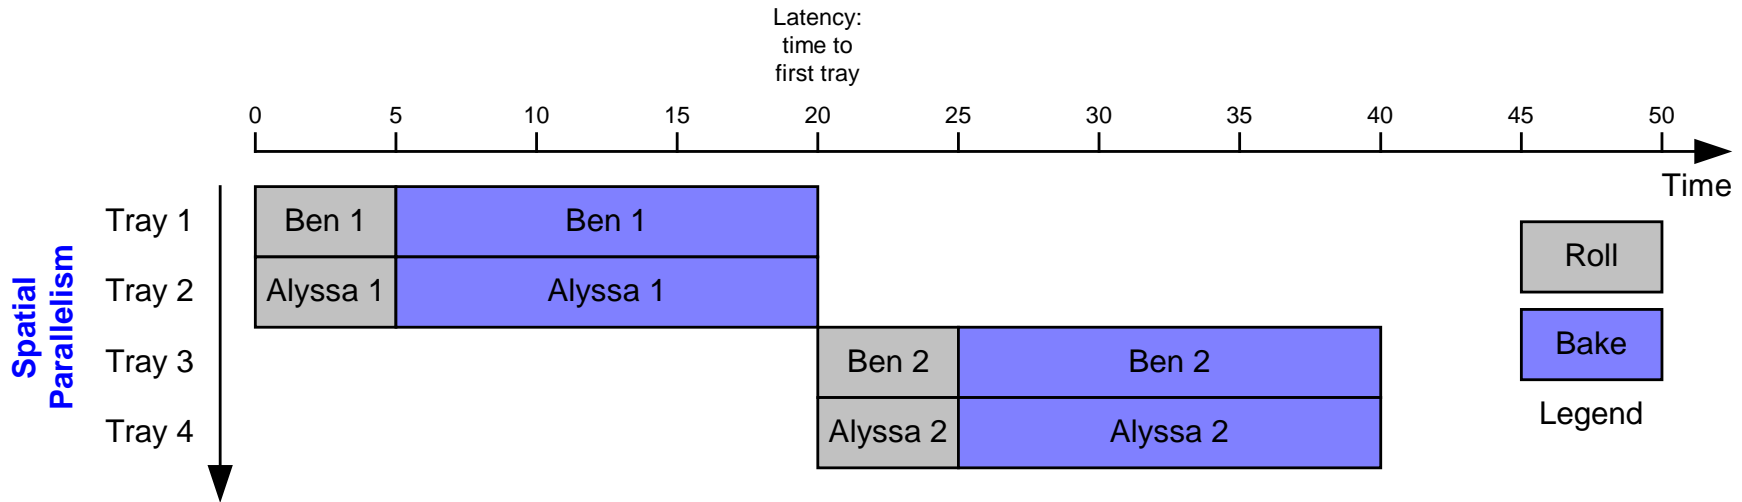 Latency:
time to
first tray
0 5 10 15 20 25 30 35 40 45 50
Time
Spatial
Parallelism
Tray 1 Ben 1 Ben 1
Tray 2 Alyssa 1 Alyssa 1
Tray 3 Ben 2 Ben 2
Tray 4 Alyssa 2 Alyssa 2
Roll
Bake
Legend